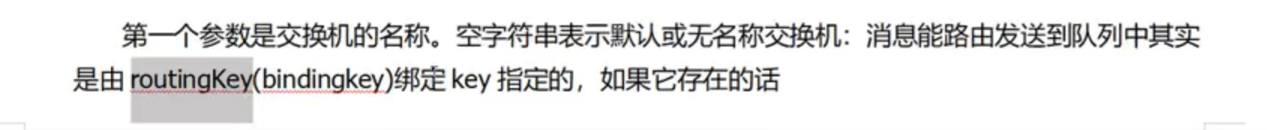 第一个参数是交换机的名称。空字符串表示默认或无名称交换机：消息能路由发送到队列中其实
是由 routingKey(bindingkey)绑定 key 指定的，如果它存在的话